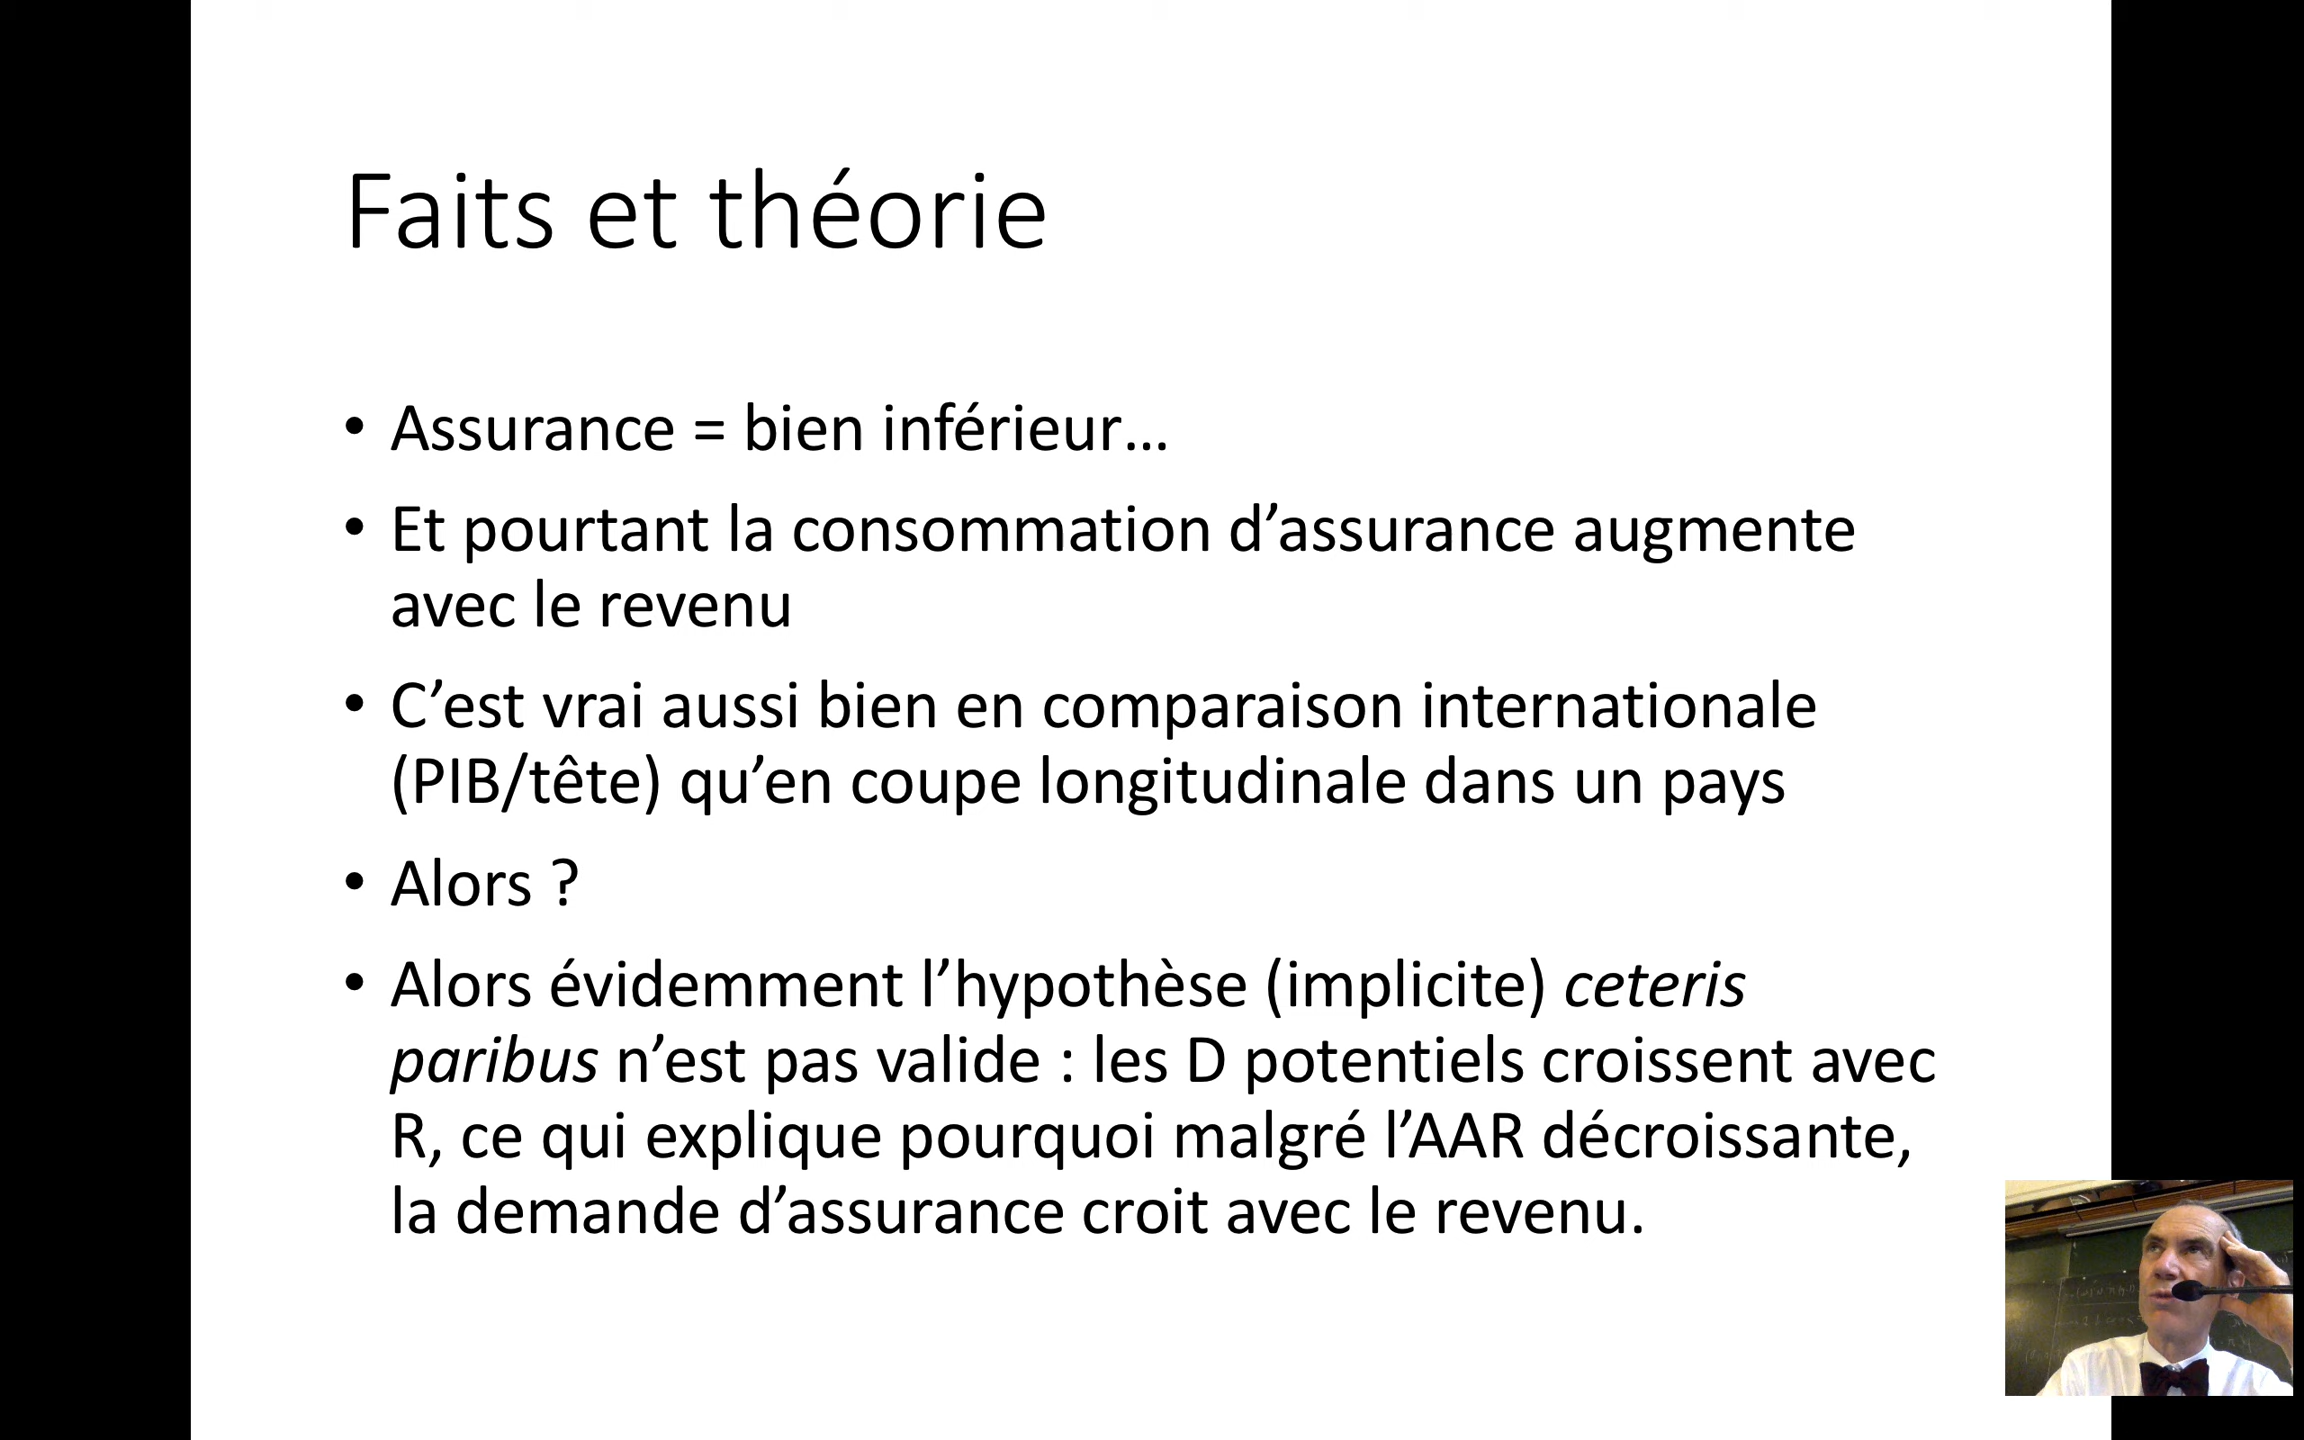 Faits et théorie
• Assurance = bien inférieur…
• Et pourtant la consommation d’assurance augmente
avec le revenu
• C’est vrai aussi bien en comparaison internationale
(PIB/tête) qu’en coupe longitudinale dans un pays
• Alors ?
• Alors évidemment l’hypothèse (implicite) ceteris
paribus n’est pas valide : les D potentiels croissent avec
R, ce qui explique pourquoi malgré l’AAR décroissante,
la demande d’assurance croit avec le revenu.